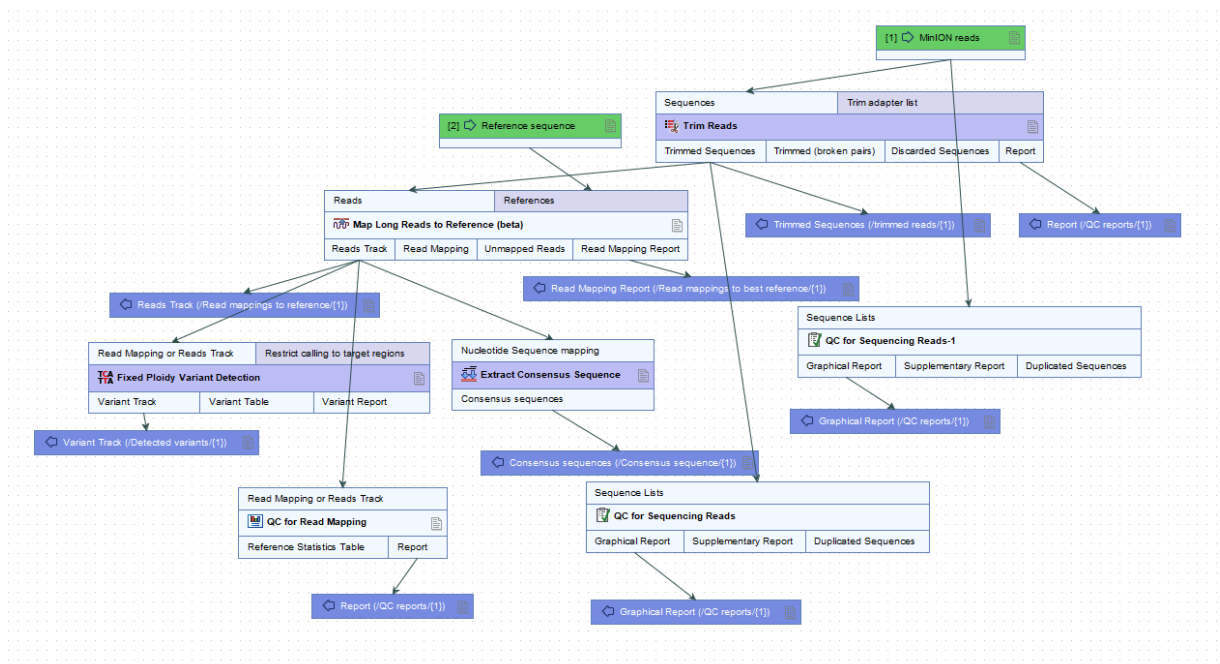 [1] MinION reads
Sequences Trim adapter list
Trim Reads
Trimmed Sequences Trimmed (broken pairs) Discarded Sequences Report
[2] Reference sequence
Reads References
Map Long Reads to Reference (beta)
Reads Track Read Mapping Unmapped Reads Read Mapping Report
Trimmed Sequences (/trimmed reads/{1})
Report (/QC reports/{1})
Reads Track (/Read mappings to reference/{1})
Read Mapping Report (/Read mappings to best reference/{1})
Sequence Lists
QC for Sequencing Reads-1
Graphical Report Supplementary Report Duplicated Sequences
Read Mapping or Reads Track Restrict calling to target regions
TCA
TTA
Fixed Ploidy Variant Detection
Variant Track Variant Table Variant Report
Nucleotide Sequence mapping
Extract Consensus Sequence
Consensus sequences
Graphical Report (/QC reports/{1})
Variant Track (/Detected variants/{1})
Consensus sequences (/Consensus sequence/{1})
Read Mapping or Reads Track
QC for Read Mapping
Reference Statistics Table Report
Sequence Lists
QC for Sequencing Reads
Graphical Report Supplementary Report Duplicated Sequences
Report (/QC reports/{1})
Graphical Report (/QC reports/{1})